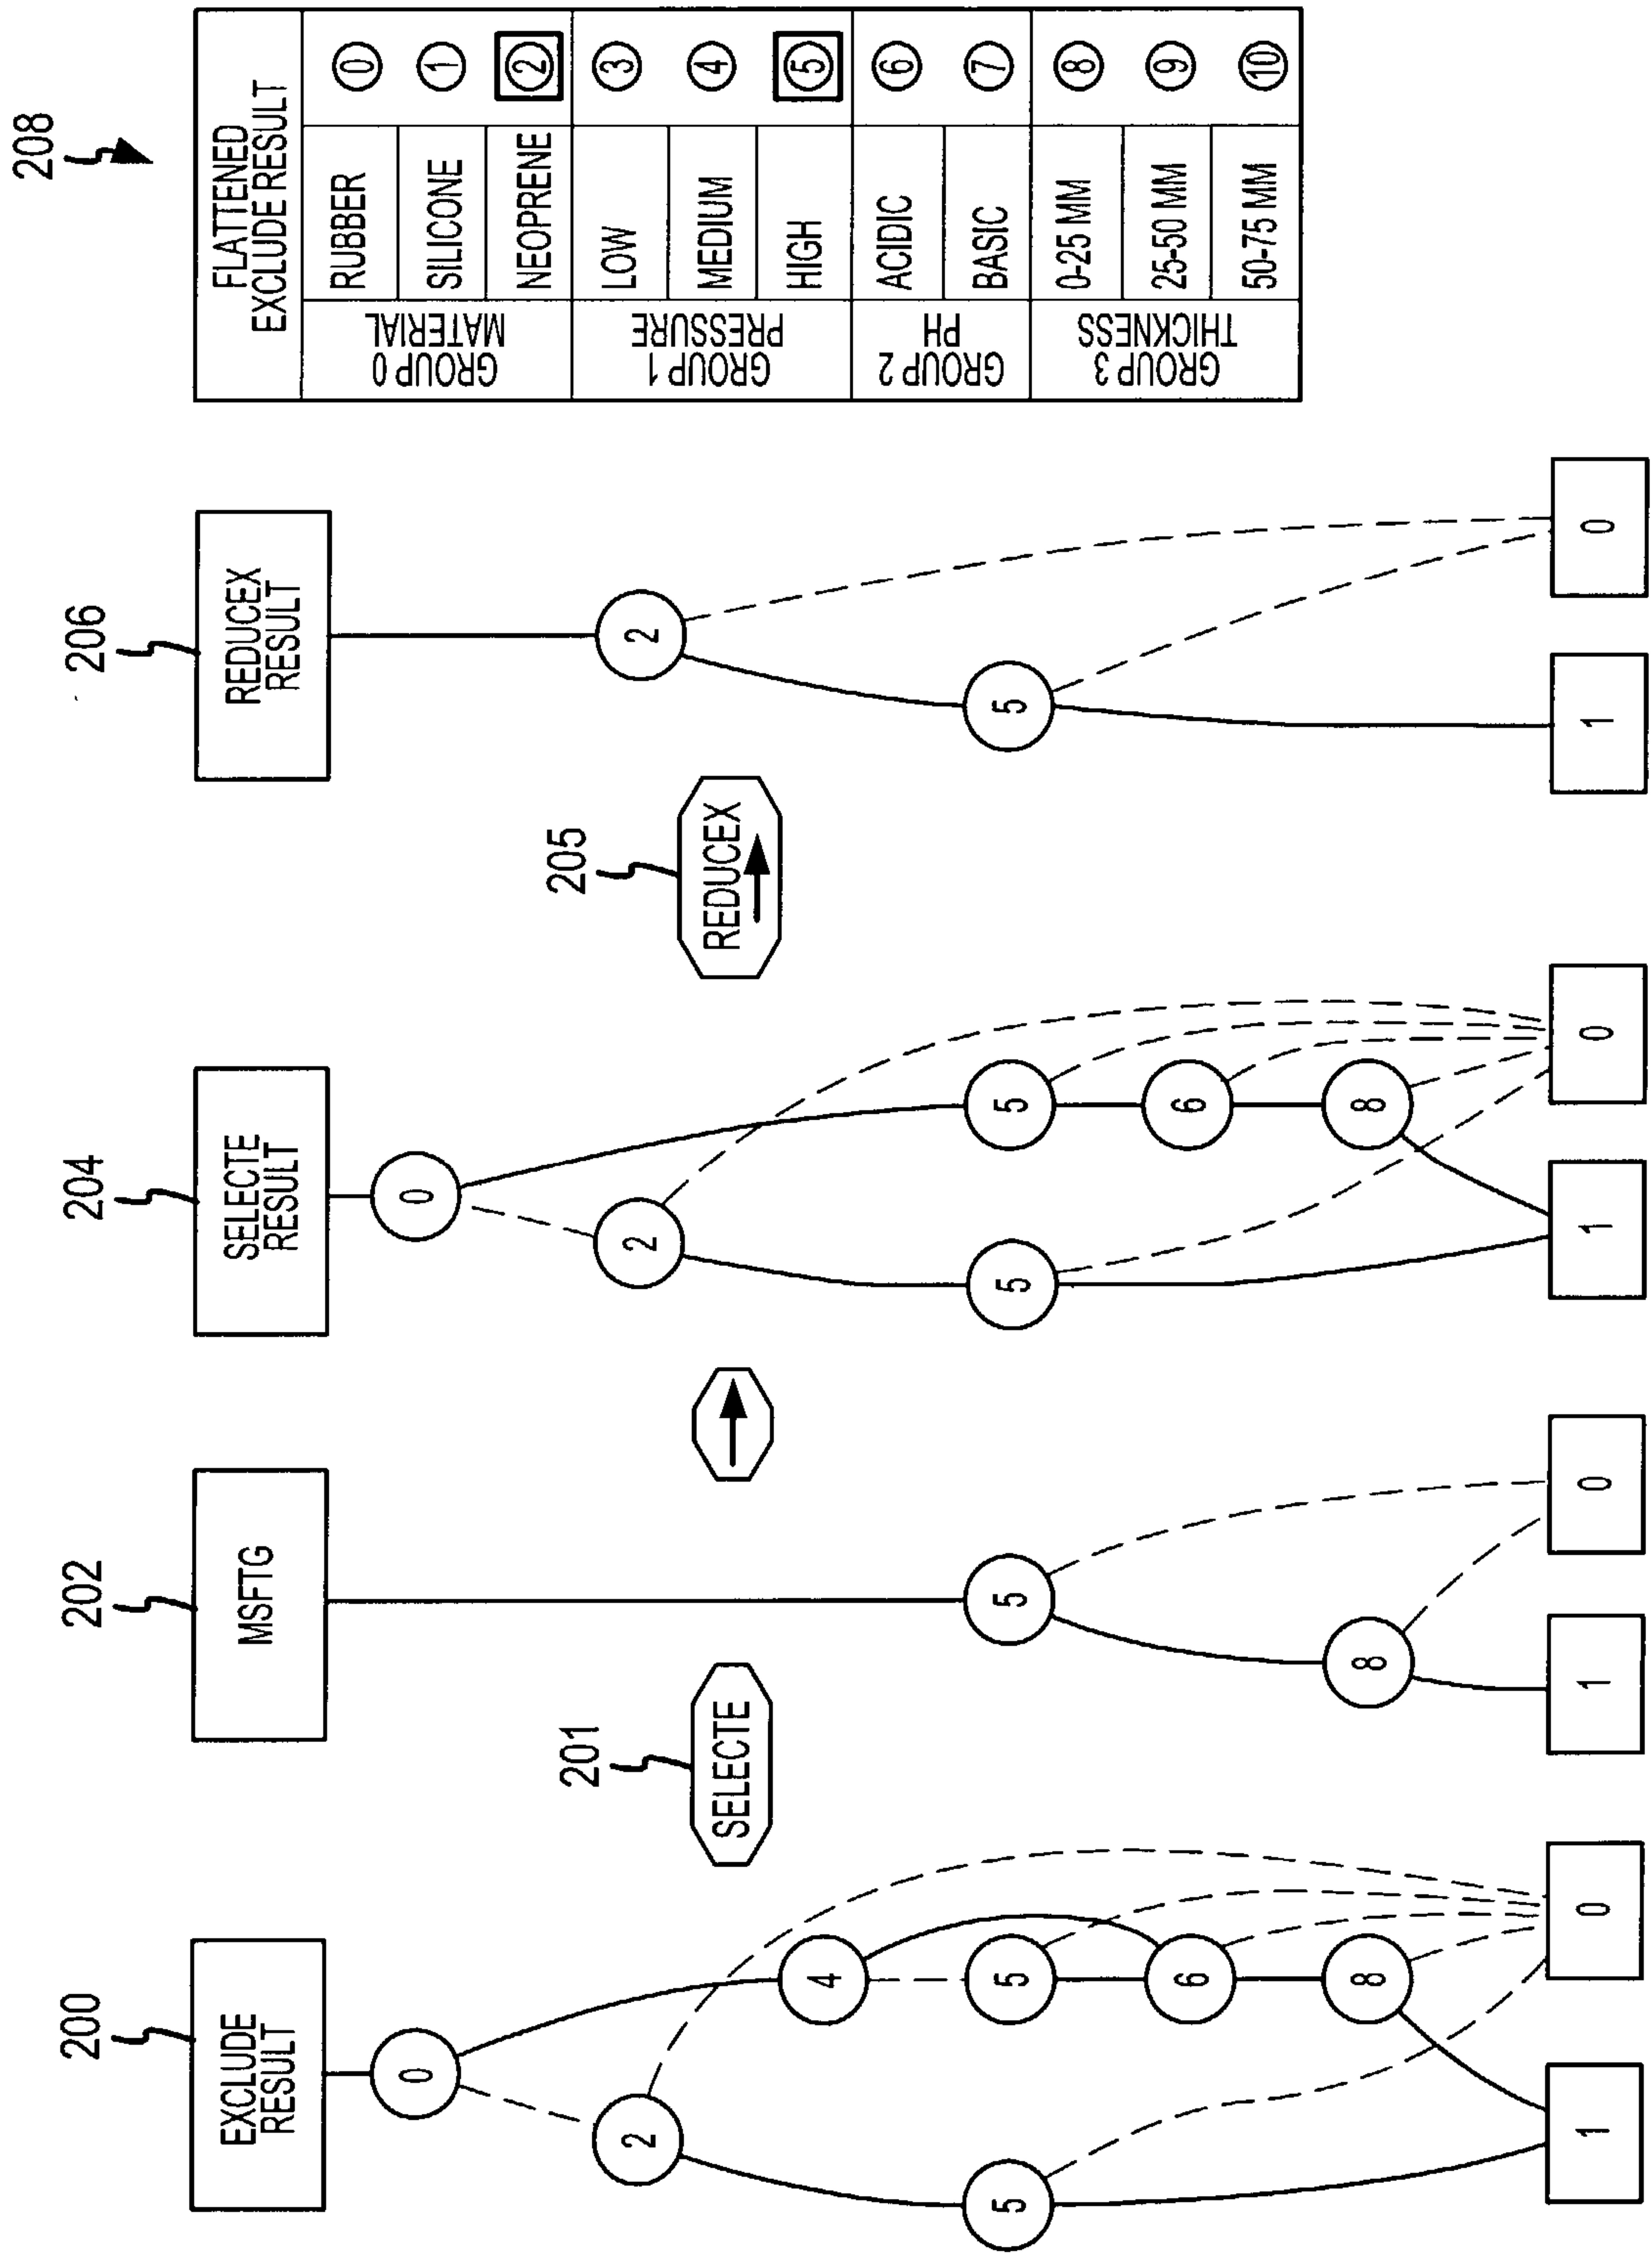 200
EXCLUDE
RESULT
0
2
4
5
5
6
8
1
0
201
SELECTE
202
MSFTG
5
8
1
0
204
SELECTE
RESULT
0
2
5
5
6
8
1
0
205
REDUCEX
206
REDUCEX
RESULT
2
5
1
0
208
FLATTENED
EXCLUDE RESULT
GROUP 0
MATERIAL
RUBBER 0
SILICONE 1
NEOPRENE 2
GROUP 1
PRESSURE
LOW 3
MEDIUM 4
HIGH 5
GROUP 2
PH
ACIDIC 6
BASIC 7
GROUP 3
THICKNESS
0-25 MM 8
25-50 MM 9
50-75 MM 10